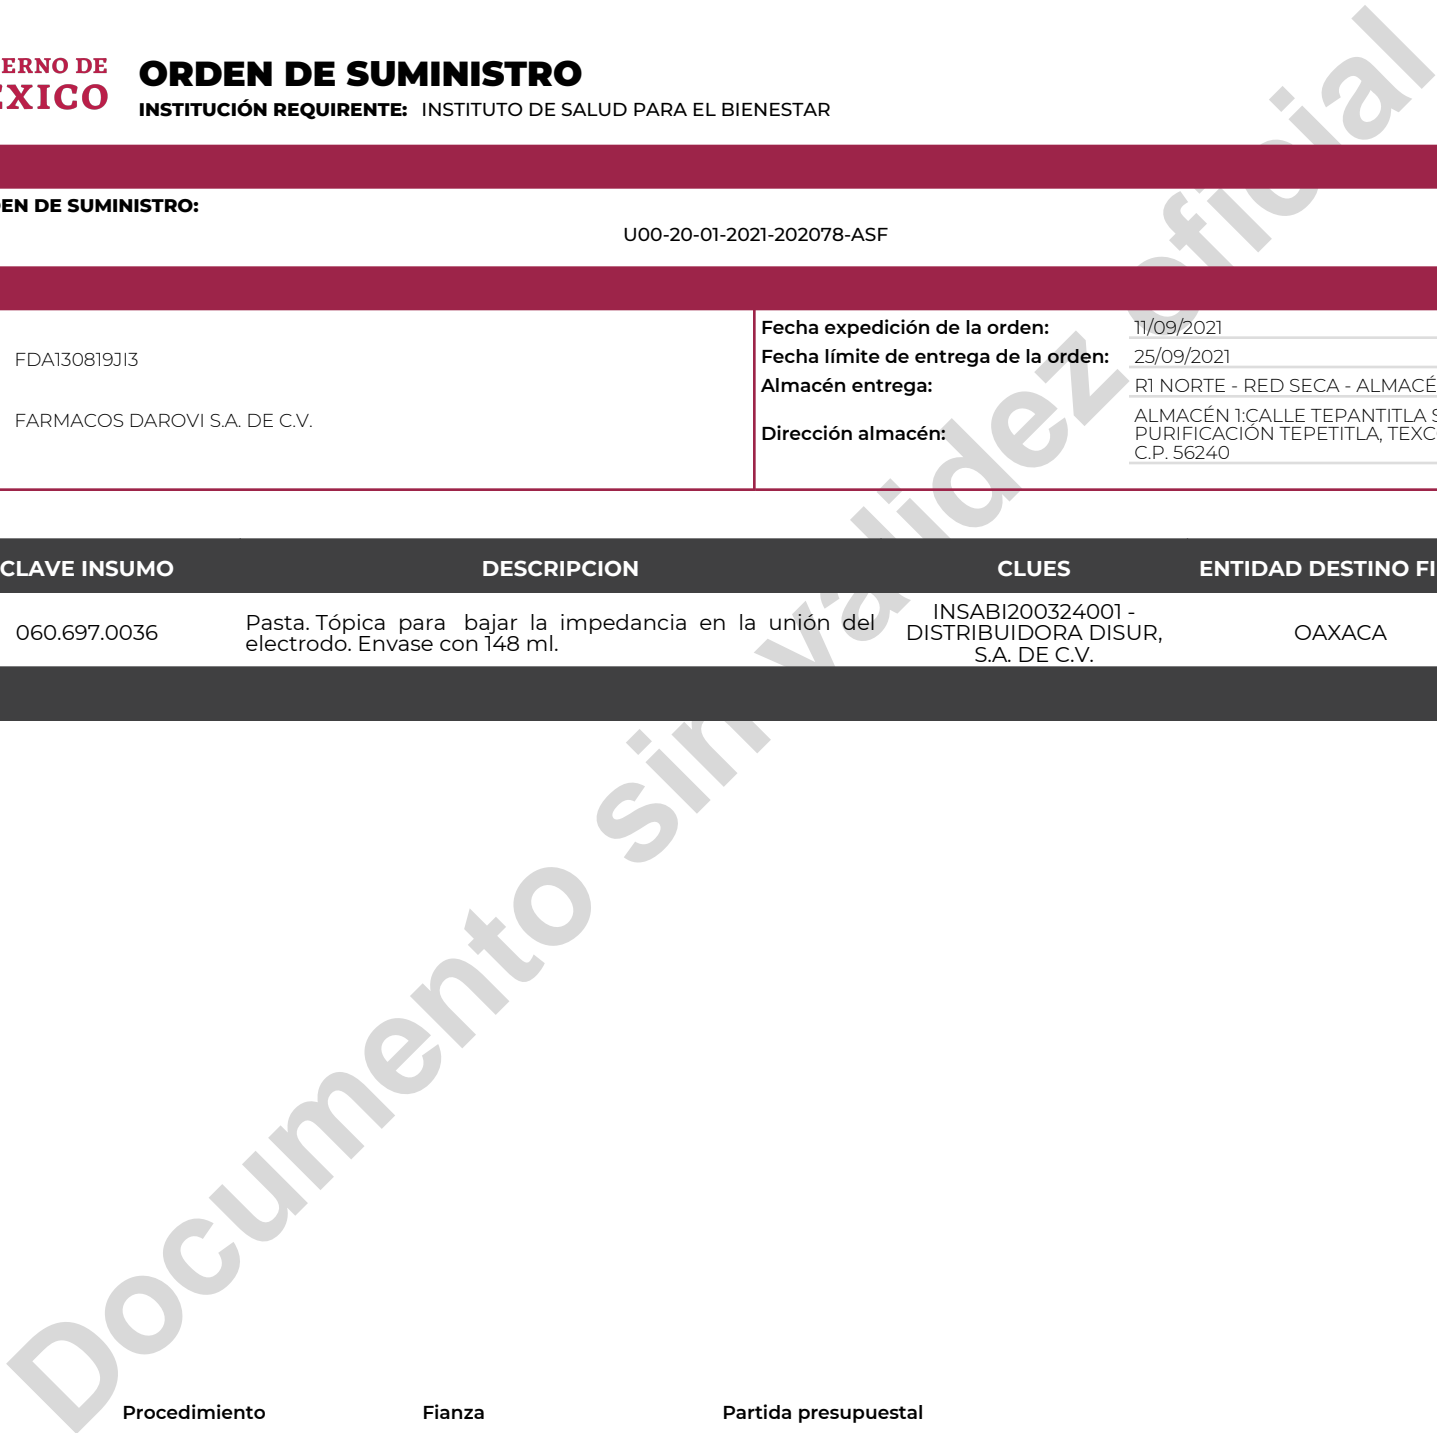 ERNO DE
EXICO
ORDEN DE SUMINISTRO
INSTITUCIÓN REQUIRENTE: INSTITUTO DE SALUD PARA EL BIENESTAR
EN DE SUMINISTRO:
U00-20-01-2021-202078-ASF
FDA130819JI3
FARMACOS DAROVI S.A. DE C.V.
Fecha expedición de la orden: 11/09/2021
Fecha límite de entrega de la orden: 25/09/2021
Almacén entrega: R1 NORTE - RED SECA - ALMACÉ
Dirección almacén:
ALMACÉN 1:CALLE TEPANTITLA S
PURIFICACIÓN TEPETITLA, TEXC
C.P. 56240
CLAVE INSUMO DESCRIPCION CLUES ENTIDAD DESTINO FI
060.697.0036
Pasta. Tópica para bajar la impedancia en la unión del
electrodo. Envase con 148 ml.
INSABI200324001 -
DISTRIBUIDORA DISUR,
S.A. DE C.V.
OAXACA
Documento sin validez oficial
Procedimiento Fianza Partida presupuestal